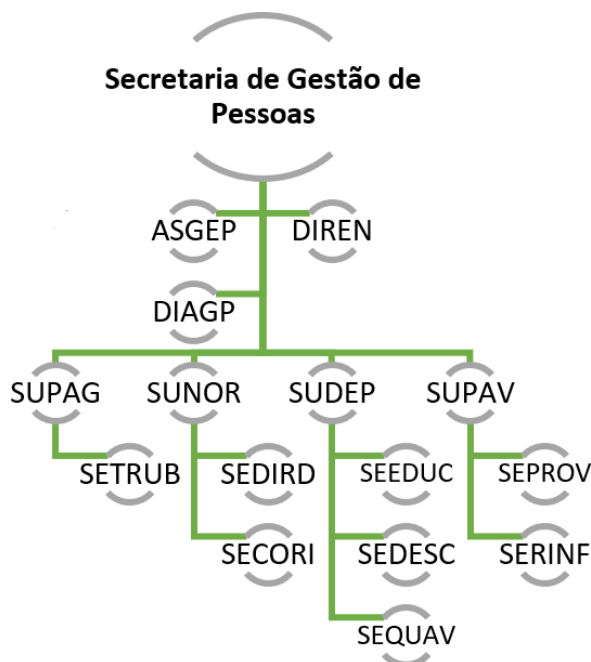 Secretaria de Gestão de
Pessoas
ASGEP DIREN
DIAGP
SUPAG SUNOR SUDEP SUPAV
SETRUB SEDIRD SEEDUC SEPROV
SECORI SEDESC SERINF
SEQUAV